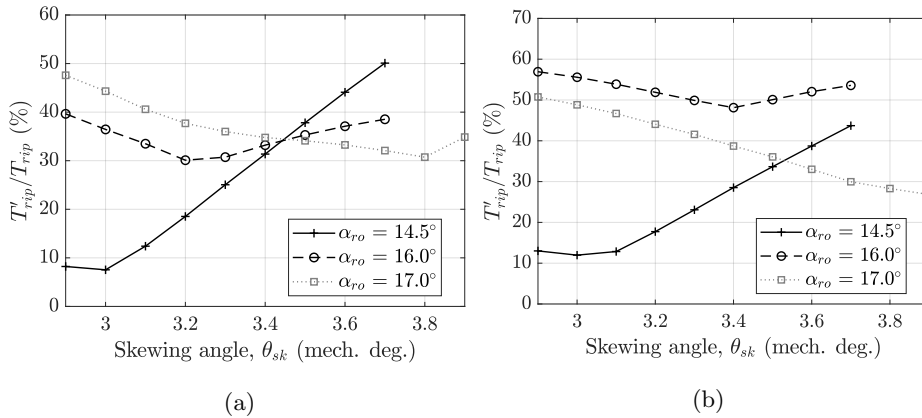 60
50
40
30
20
10
0
T'rip/Trip (%)
3 3.2 3.4 3.6 3.8
Skewing angle, θsk (mech. deg.)
αro = 14.5°
αro = 16.0°
αro = 17.0°
(a)
70
60
50
40
30
20
10
0
T'rip/Trip (%)
3 3.2 3.4 3.6 3.8
Skewing angle, θsk (mech. deg.)
αro = 14.5°
αro = 16.0°
αro = 17.0°
(b)